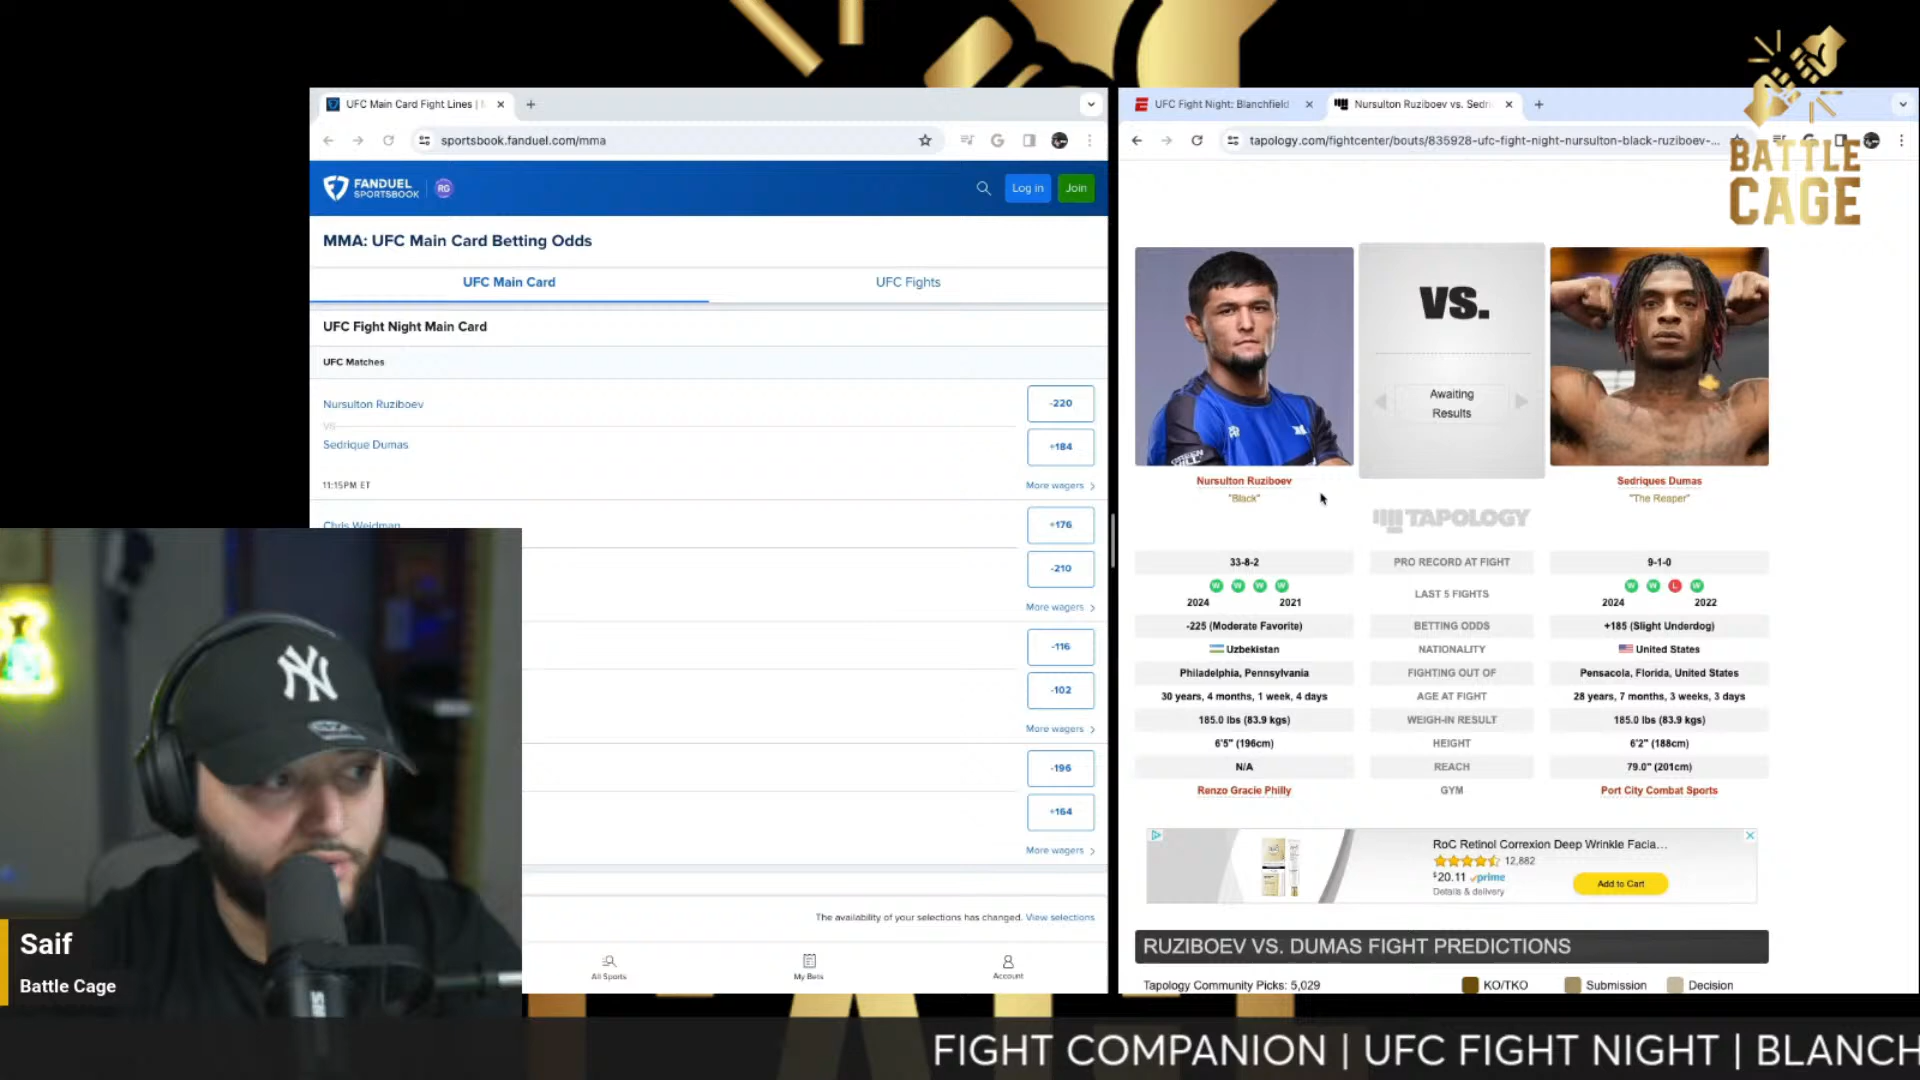 UFC Main Card Fight Lines |
sportsbook.fanduel.com/mma
FANDUEL
SPORTSBOOK
RG
Log in
Join
MMA: UFC Main Card Betting Odds
UFC Main Card
UFC Fights
UFC Fight Night Main Card
UFC Matches
Nursulton Ruziboev
-220
VS
Sedrique Dumas
+184
11:15PM ET
More wagers
Chris Weidman
+176
-210
More wagers
-116
-102
More wagers
-196
+164
More wagers
The availability of your selections has changed. View selections
All Sports
My Bets
Account
UFC Fight Night: Blanchfield
Nursulton Ruziboev vs. Sedri
tapology.com/fightcenter/bouts/835928-ufc-fight-night-nursulton-black-ruziboev-...
BATTLE
CAGE
VS.
Awaiting
Results
Nursulton Ruziboev
"Black"
Sedriques Dumas
"The Reaper"
TAPOLOGY
33-8-2
PRO RECORD AT FIGHT
9-1-0
W W W W
LAST 5 FIGHTS
W W L W
2024 2021
2024 2022
-225 (Moderate Favorite)
BETTING ODDS
+185 (Slight Underdog)
Uzbekistan
NATIONALITY
United States
Philadelphia, Pennsylvania
FIGHTING OUT OF
Pensacola, Florida, United States
30 years, 4 months, 1 week, 4 days
AGE AT FIGHT
28 years, 7 months, 3 weeks, 3 days
185.0 lbs (83.9 kgs)
WEIGH-IN RESULT
185.0 lbs (83.9 kgs)
6'5" (196cm)
HEIGHT
6'2" (188cm)
N/A
REACH
79.0" (201cm)
Renzo Gracie Philly
GYM
Port City Combat Sports
RoC Retinol Correxion Deep Wrinkle Facia...
12,882
$20.11 prime
Details & delivery
Add to Cart
RUZIBOEV VS. DUMAS FIGHT PREDICTIONS
Tapology Community Picks: 5,029
KO/TKO
Submission
Decision
NY
Saif
Battle Cage
FIGHT COMPANION | UFC FIGHT NIGHT | BLANCH